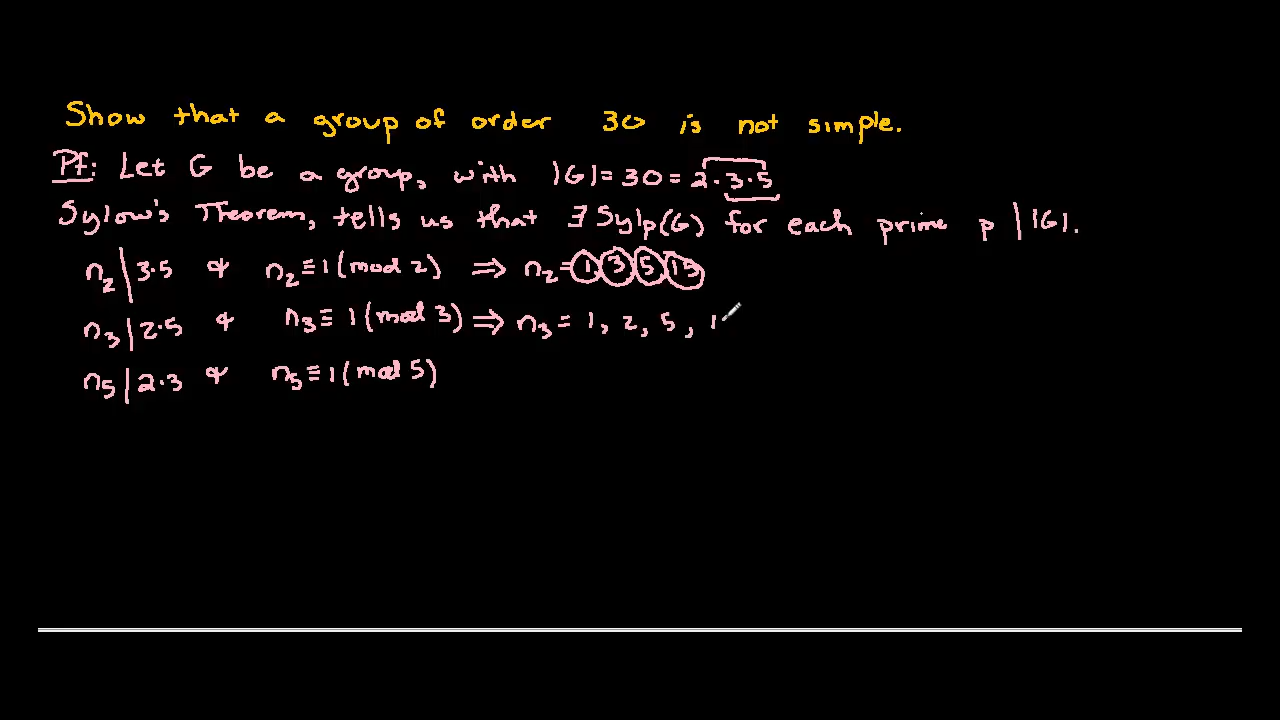 Show that a group of order 30 is not simple.
Pf: Let G be a group, with |G| = 30 = 2·3·5
Sylow's Theorem, tells us that ∃ Sylp(G) for each prime p | |G|.
n₂ | 3·5 & n₂ ≡ 1 (mod 2) ⟹ n₂ = 1 3 5 15
n₃ | 2·5 & n₃ ≡ 1 (mod 3) ⟹ n₃ = 1, 2, 5, 1
n₅ | 2·3 & n₅ ≡ 1 (mod 5)